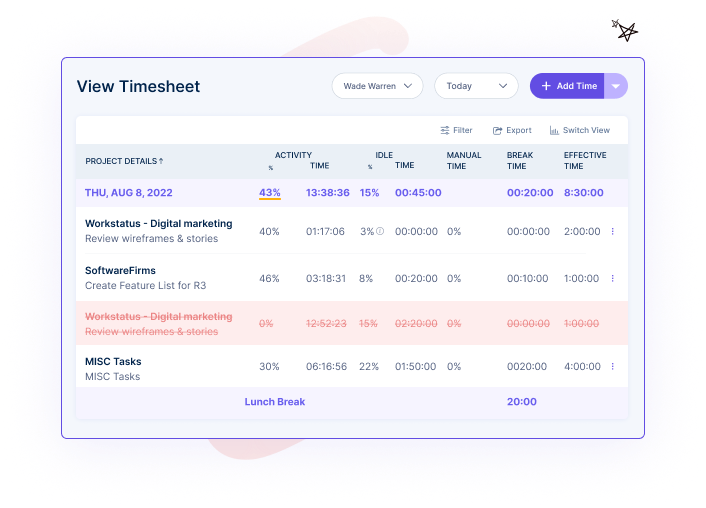 View Timesheet
Wade Warren
Today
+ Add Time
Filter
Export
Switch View
PROJECT DETAILS↑
ACTIVITY
% TIME
IDLE
% TIME
MANUAL
TIME
BREAK
TIME
EFFECTIVE
TIME
THU, AUG 8, 2022 43% 13:38:36 15% 00:45:00 00:20:00 8:30:00
Workstatus - Digital marketing
Review wireframes & stories
40% 01:17:06 3% 00:00:00 0% 00:00:00 2:00:00
SoftwareFirms
Create Feature List for R3
46% 03:18:31 8% 00:20:00 0% 00:10:00 1:00:00
Workstatus - Digital marketing
Review wireframes & stories
0% 12:52:23 15% 02:20:00 0% 00:00:00 1:00:00
MISC Tasks
MISC Tasks
30% 06:16:56 22% 01:50:00 0% 0020:00 4:00:00
Lunch Break 20:00